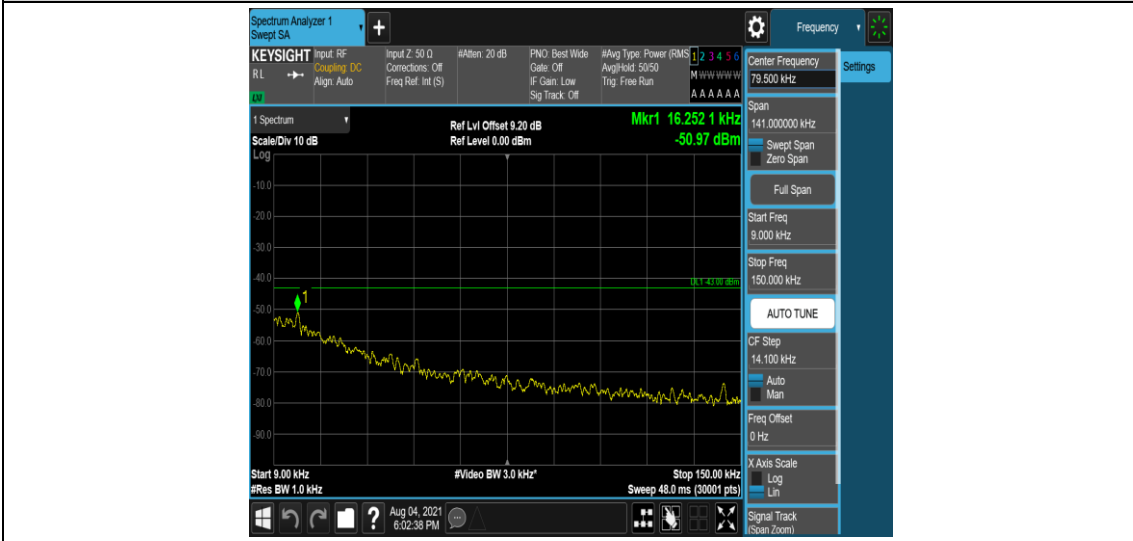 Spectrum Analyzer 1
Swept SA
+
Frequency
KEYSIGHT
RL
LXI
Input: RF
Coupling: DC
Align: Auto
Input Z: 50 Ω
Corrections: Off
Freq Ref: Int (S)
#Atten: 20 dB
PNO: Best Wide
Gate: Off
IF Gain: Low
Sig Track: Off
#Avg Type: Power (RMS
Avg|Hold: 50/50
Trig: Free Run
1 2 3 4 5 6
M W W W W W
A A A A A A
1 Spectrum
Scale/Div 10 dB
Ref Lvl Offset 9.20 dB
Ref Level 0.00 dBm
Mkr1 16.252 1 kHz
-50.97 dBm
Log
-10.0
-20.0
-30.0
-40.0
-50.0
-60.0
-70.0
-80.0
-90.0
DL1 -43.00 dBm
1
Start 9.00 kHz
#Video BW 3.0 kHz*
Stop 150.00 kHz
#Res BW 1.0 kHz
Sweep 48.0 ms (30001 pts)
?
Aug 04, 2021
6:02:38 PM
Center Frequency
79.500 kHz
Settings
Span
141.000000 kHz
Swept Span
Zero Span
Full Span
Start Freq
9.000 kHz
Stop Freq
150.000 kHz
AUTO TUNE
CF Step
14.100 kHz
Auto
Man
Freq Offset
0 Hz
X Axis Scale
Log
Lin
Signal Track
(Span Zoom)